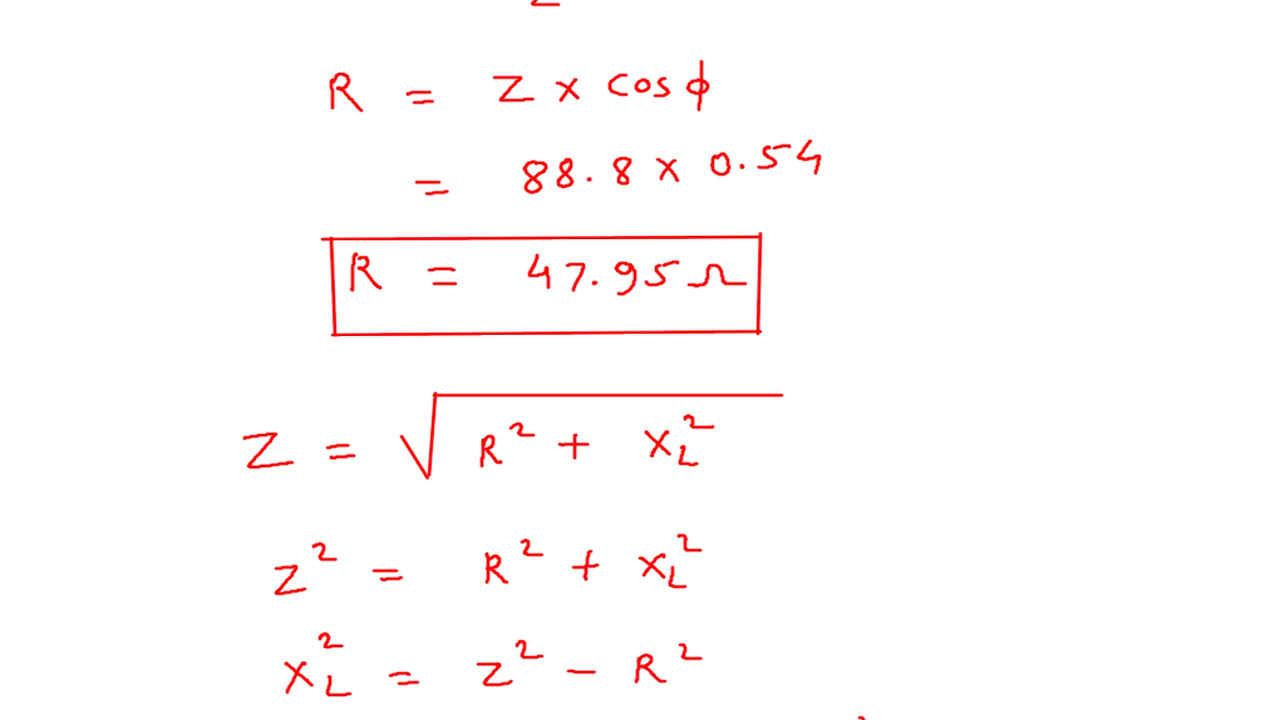 R = Z × cos ϕ
= 88.8 × 0.54
R = 47.95 Ω
Z = √(R² + X_L²)
Z² = R² + X_L²
X_L² = Z² - R²